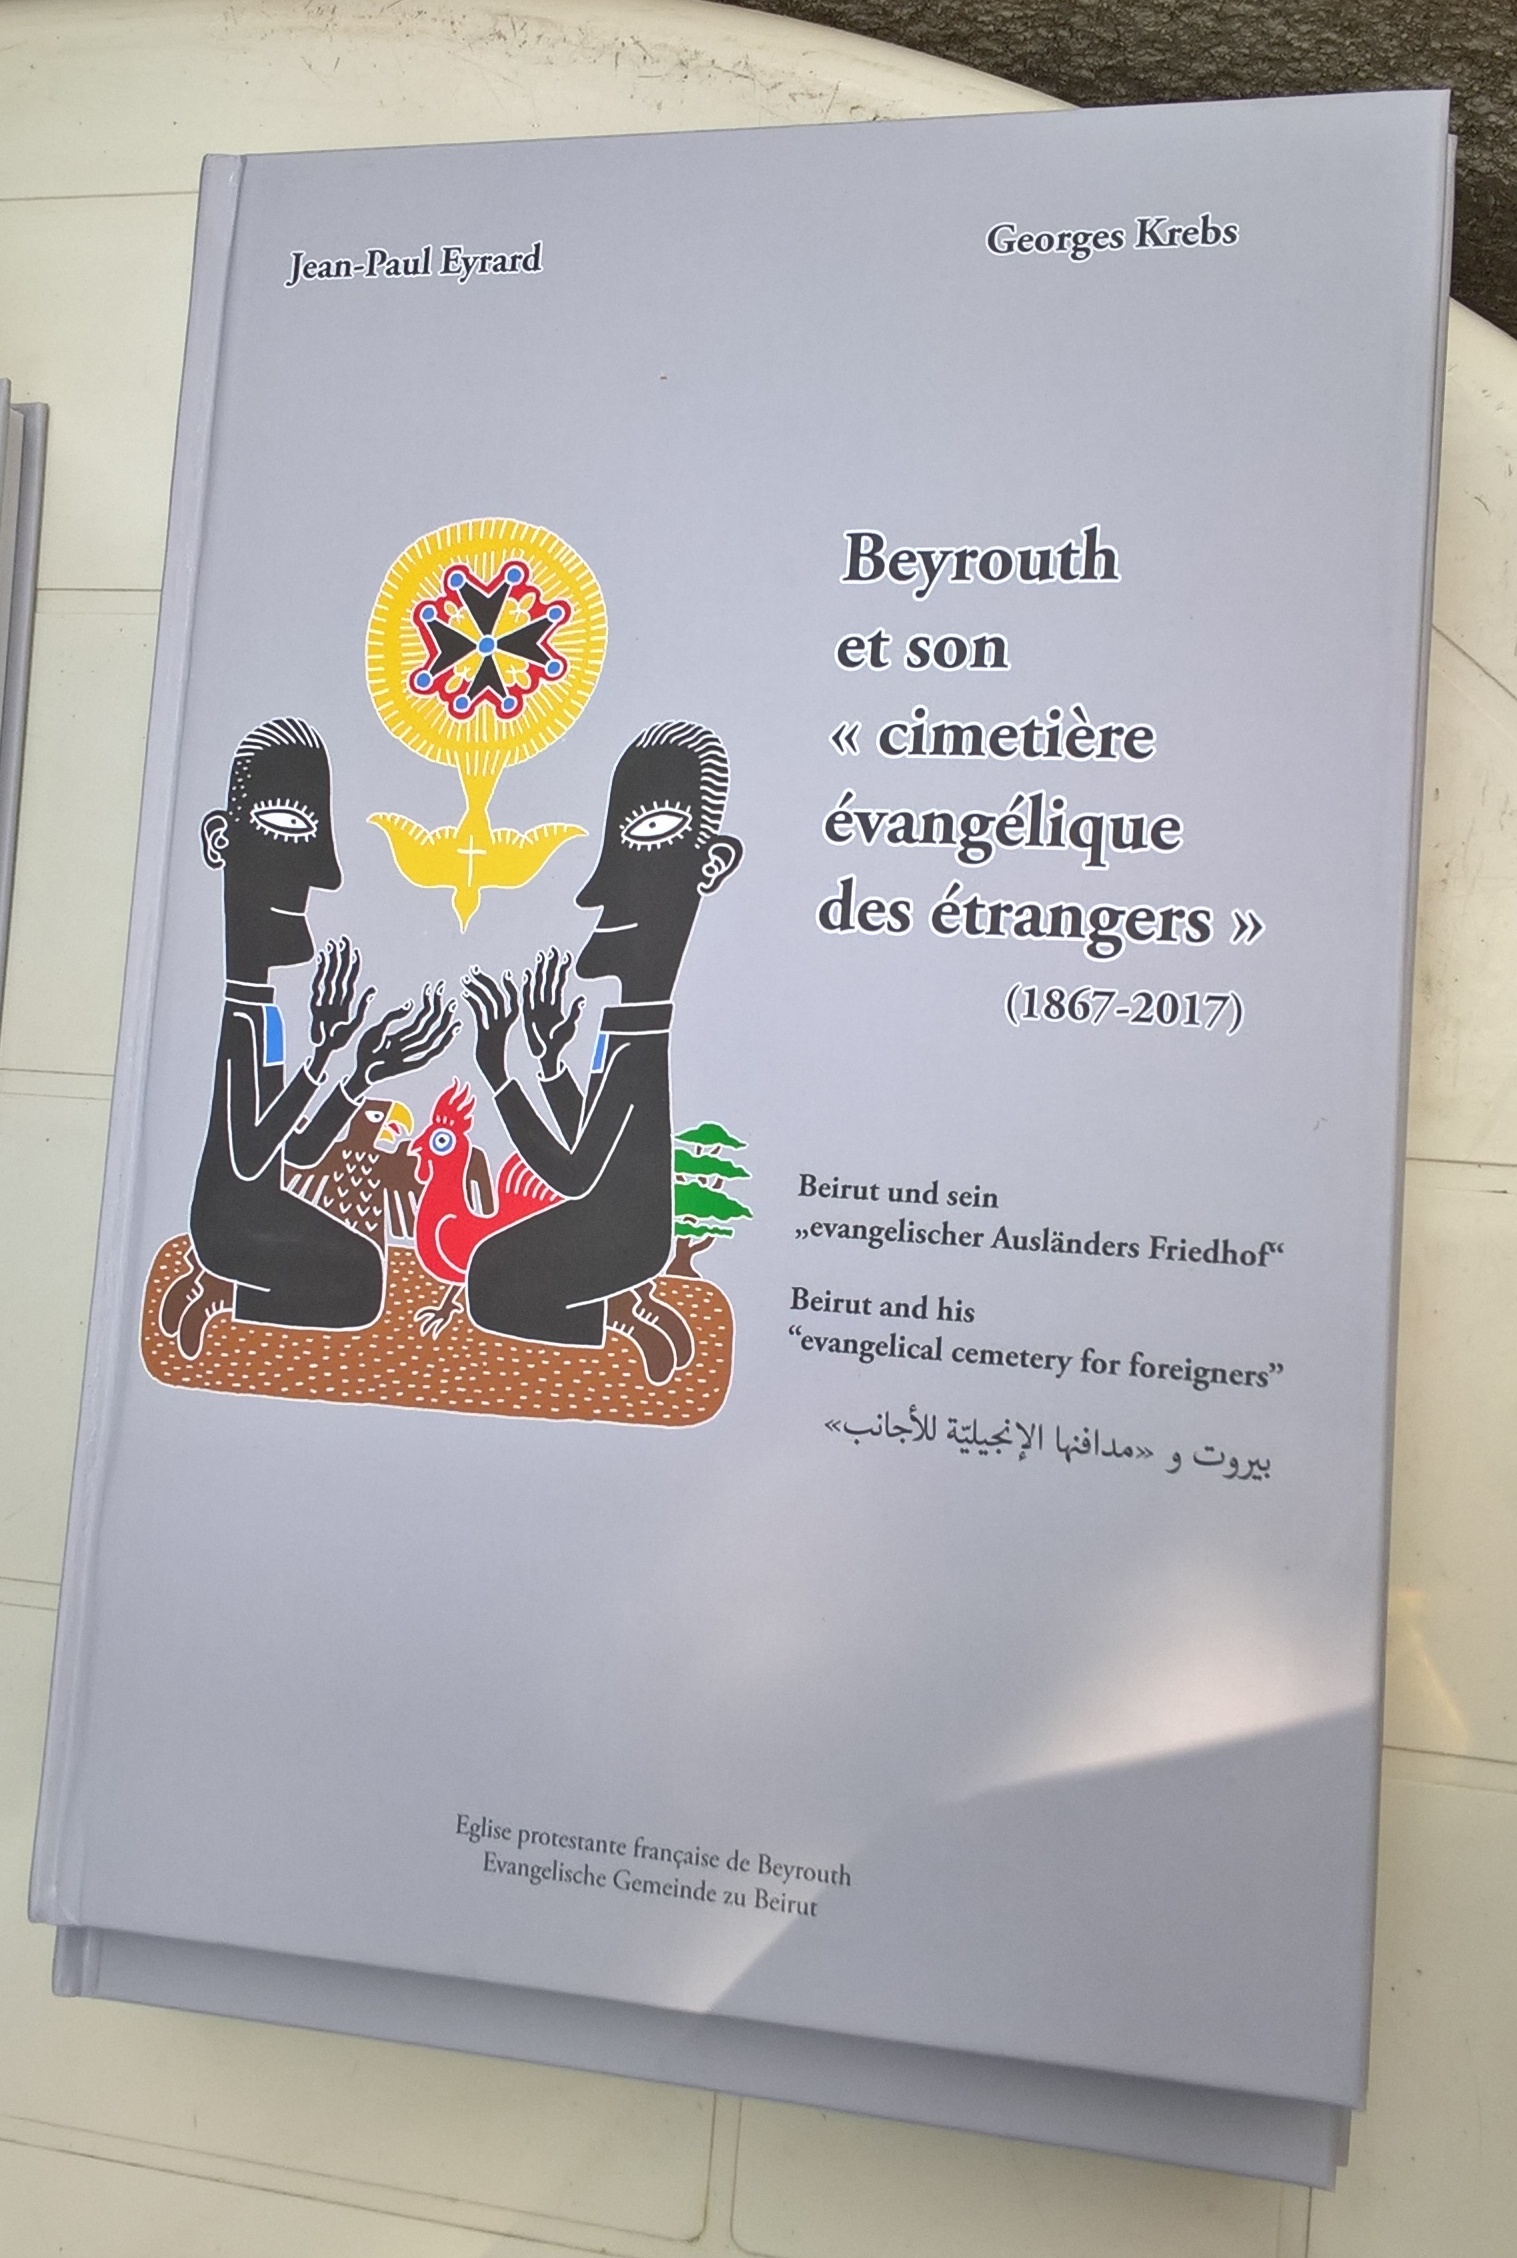 Jean-Paul Eyrard
Georges Krebs
Beyrouth
et son
« cimetière
évangélique
des étrangers »
(1867-2017)
Beirut und sein
„evangelischer Ausländers Friedhof“
Beirut and his
“evangelical cemetery for foreigners”
بيروت و «مدافنها الإنجيليّة للأجانب»
Eglise protestante française de Beyrouth
Evangelische Gemeinde zu Beirut